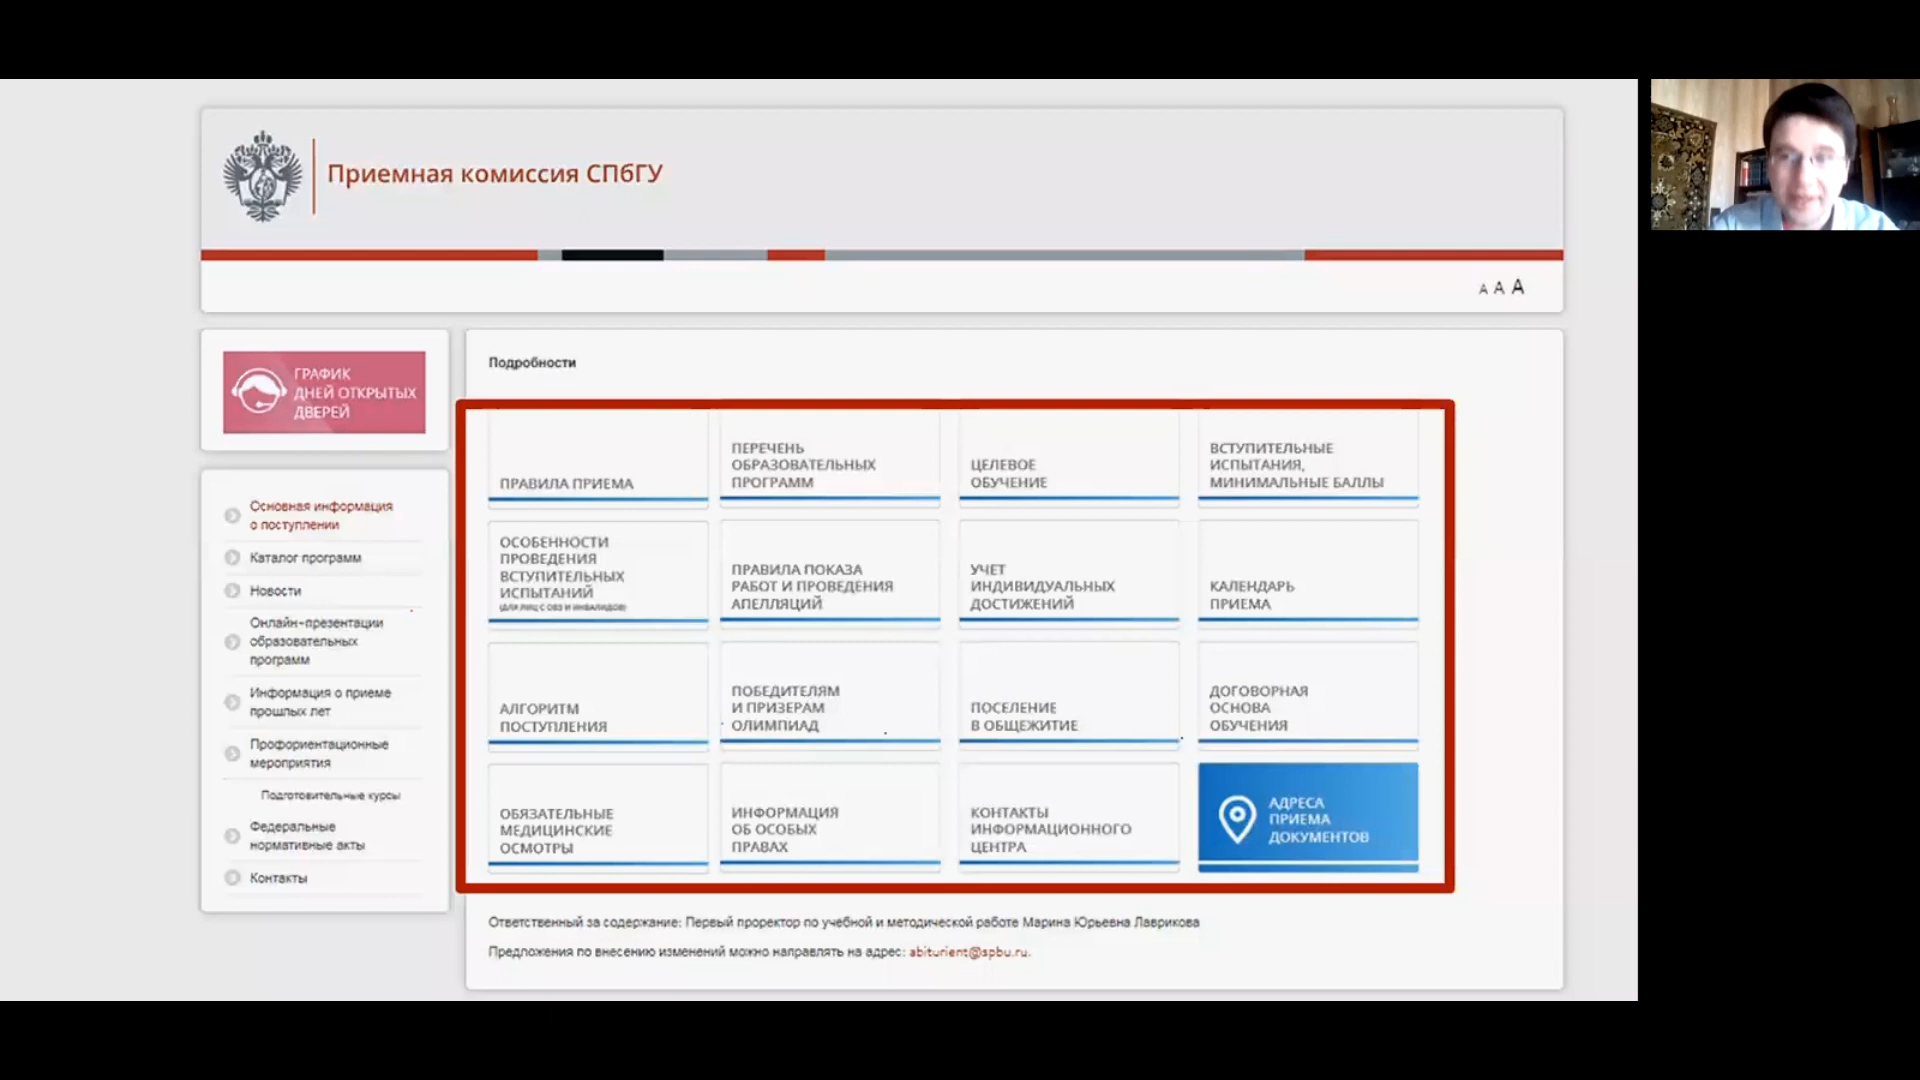 Приемная комиссия СПбГУ
A A A
ГРАФИК
ДНЕЙ ОТКРЫТЫХ
ДВЕРЕЙ
Основная информация
о поступлении
Каталог программ
Новости
Онлайн-презентации
образовательных
программ
Информация о приеме
прошлых лет
Профориентационные
мероприятия
Подготовительные курсы
Федеральные
нормативные акты
Контакты
Подробности
ПРАВИЛА ПРИЕМА
ПЕРЕЧЕНЬ
ОБРАЗОВАТЕЛЬНЫХ
ПРОГРАММ
ЦЕЛЕВОЕ
ОБУЧЕНИЕ
ВСТУПИТЕЛЬНЫЕ
ИСПЫТАНИЯ,
МИНИМАЛЬНЫЕ БАЛЛЫ
ОСОБЕННОСТИ
ПРОВЕДЕНИЯ
ВСТУПИТЕЛЬНЫХ
ИСПЫТАНИЙ
(ДЛЯ ЛИЦ С ОВЗ И ИНВАЛИДОВ)
ПРАВИЛА ПОКАЗА
РАБОТ И ПРОВЕДЕНИЯ
АПЕЛЛЯЦИЙ
УЧЕТ
ИНДИВИДУАЛЬНЫХ
ДОСТИЖЕНИЙ
КАЛЕНДАРЬ
ПРИЕМА
АЛГОРИТМ
ПОСТУПЛЕНИЯ
ПОБЕДИТЕЛЯМ
И ПРИЗЕРАМ
ОЛИМПИАД
ПОСЕЛЕНИЕ
В ОБЩЕЖИТИЕ
ДОГОВОРНАЯ
ОСНОВА
ОБУЧЕНИЯ
ОБЯЗАТЕЛЬНЫЕ
МЕДИЦИНСКИЕ
ОСМОТРЫ
ИНФОРМАЦИЯ
ОБ ОСОБЫХ
ПРАВАХ
КОНТАКТЫ
ИНФОРМАЦИОННОГО
ЦЕНТРА
АДРЕСА
ПРИЕМА
ДОКУМЕНТОВ
Ответственный за содержание: Первый проректор по учебной и методической работе Марина Юрьевна Лаврикова
Предложения по внесению изменений можно направлять на адрес: abiturient@spbu.ru.